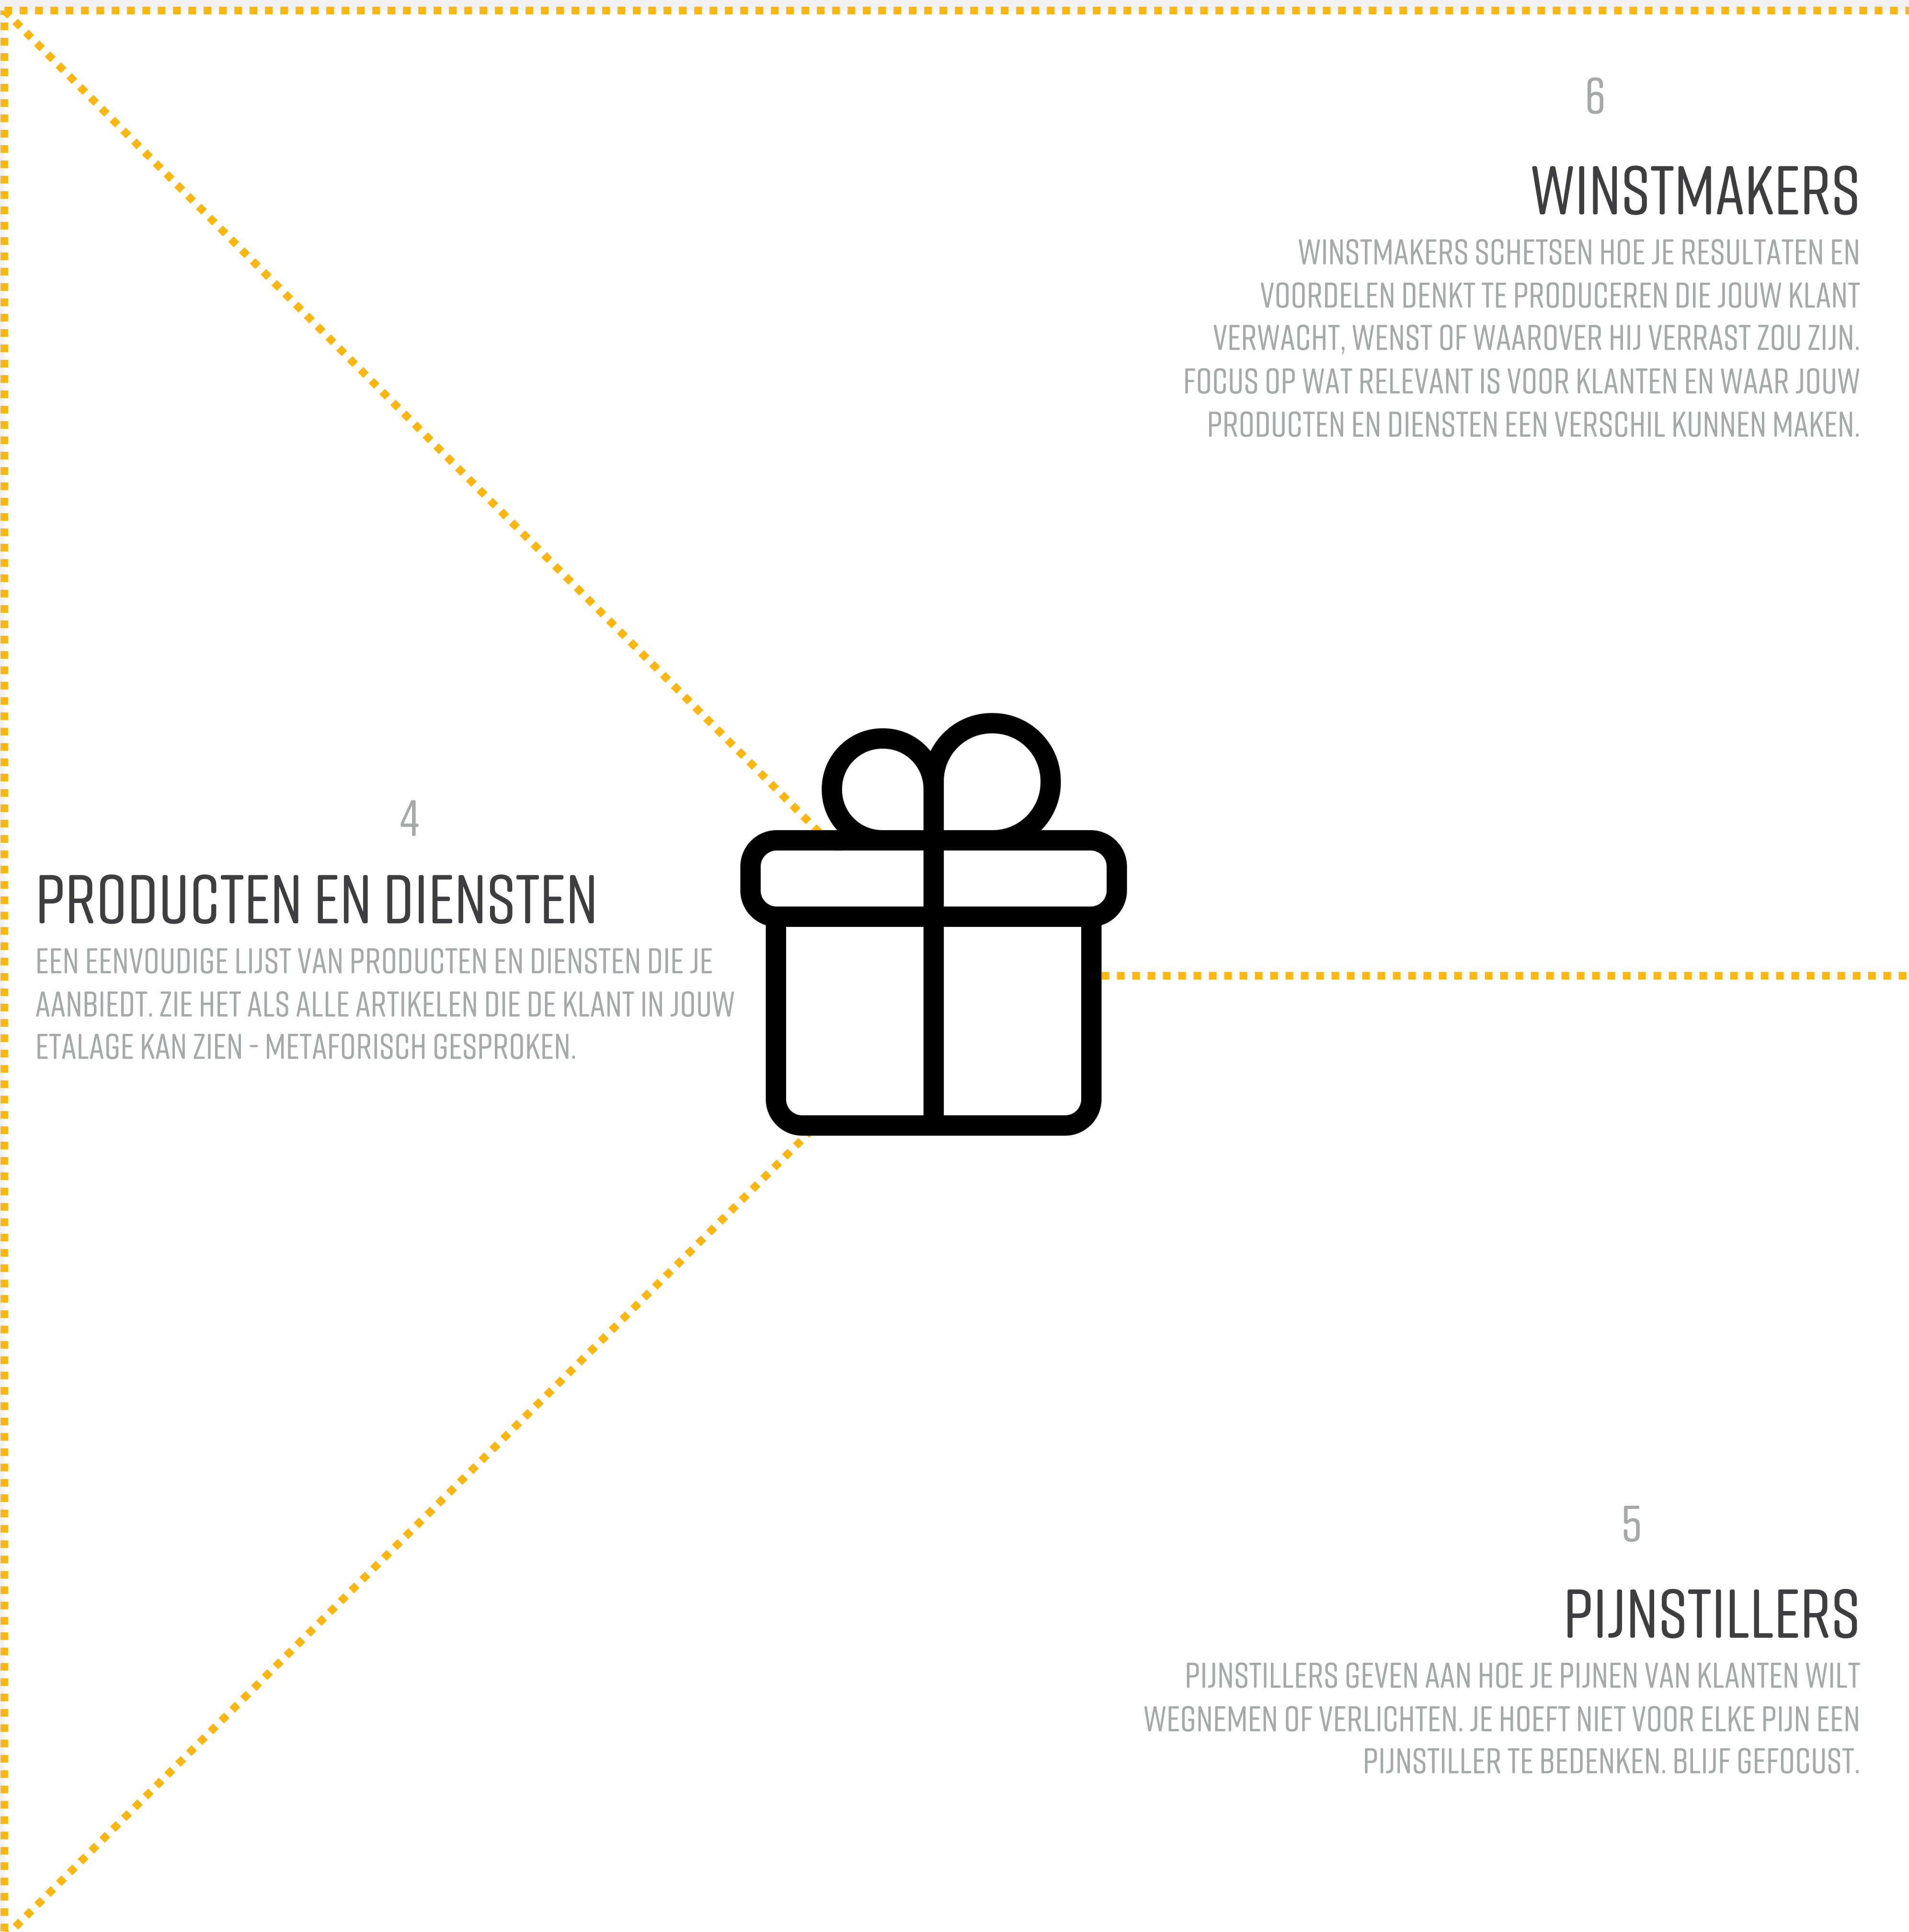 6
WINSTMAKERS
WINSTMAKERS SCHETSEN HOE JE RESULTATEN EN
VOORDELEN DENKT TE PRODUCEREN DIE JOUW KLANT
VERWACHT, WENST OF WAAROVER HIJ VERRAST ZOU ZIJN.
FOCUS OP WAT RELEVANT IS VOOR KLANTEN EN WAAR JOUW
PRODUCTEN EN DIENSTEN EEN VERSCHIL KUNNEN MAKEN.
4
PRODUCTEN EN DIENSTEN
EEN EENVOUDIGE LIJST VAN PRODUCTEN EN DIENSTEN DIE JE
AANBIEDT. ZIE HET ALS ALLE ARTIKELEN DIE DE KLANT IN JOUW
ETALAGE KAN ZIEN - METAFORISCH GESPROKEN.
5
PIJNSTILLERS
PIJNSTILLERS GEVEN AAN HOE JE PIJNEN VAN KLANTEN WILT
WEGNEMEN OF VERLICHTEN. JE HOEFT NIET VOOR ELKE PIJN EEN
PIJNSTILLER TE BEDENKEN. BLIJF GEFOCUST.